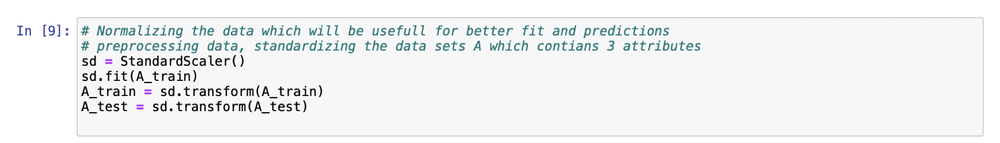 In [9]: # Normalizing the data which will be usefull for better fit and predictions
# preprocessing data, standardizing the data sets A which contians 3 attributes
sd = StandardScaler()
sd.fit(A_train)
A_train = sd.transform(A_train)
A_test = sd.transform(A_test)